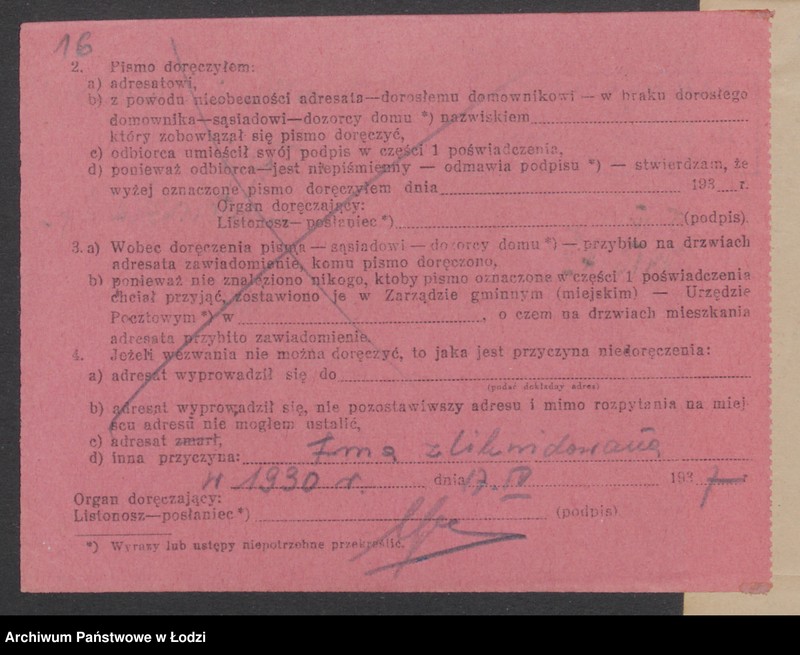 16
2. Pismo doręczyłem:
a) adresatowi,
b) z powodu nieobecności adresata—dorosłemu domownikowi — w braku dorosłego
domownika—sąsiadowi—dozorcy domu *) nazwiskiem
który zobowiązał się pismo doręczyć,
c) odbiorca umieścił swój podpis w części 1 poświadczenia,
d) ponieważ odbiorca—jest niepiśmienny — odmawia podpisu *) — stwierdzam, że
wyżej oznaczone pismo doręczyłem dnia 193 r.
Organ doręczający:
Listonosz—posłaniec *) (podpis).
3. a) Wobec doręczenia pisma — sąsiadowi — dozorcy domu *) — przybito na drzwiach
adresata zawiadomienie, komu pismo doręczono,
b) ponieważ nie znaleziono nikogo, ktoby pismo oznaczone w części 1 poświadczenia
chciał przyjąć, zostawiono je w Zarządzie gminnym (miejskim) — Urzędzie
Pocztowym *) w , o czem na drzwiach mieszkania
adresata przybito zawiadomienie.
4. Jeżeli wezwania nie można doręczyć, to jaka jest przyczyna niedoręczenia:
a) adresat wyprowadził się do
(podać dokładny adres)
b) adresat wyprowadził się, nie pozostawiwszy adresu i mimo rozpytania na miej
scu adresu nie mogłem ustalić,
c) adresat zmarł,
d) inna przyczyna: Fma zlikwidowana
w 1930 r. dnia 17. IV 1937 r
Organ doręczający:
Listonosz—posłaniec *) (podpis)
*) Wyrazy lub ustępy niepotrzebne przekreślić.
Archiwum Państwowe w Łodzi